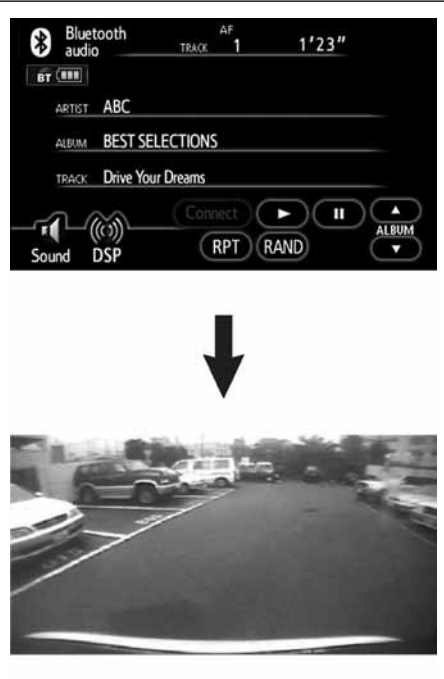 Bluetooth
audio
AF
TRACK 1 1'23"
BT
ARTIST ABC
ALBUM BEST SELECTIONS
TRACK Drive Your Dreams
Connect
ALBUM
Sound DSP RPT RAND